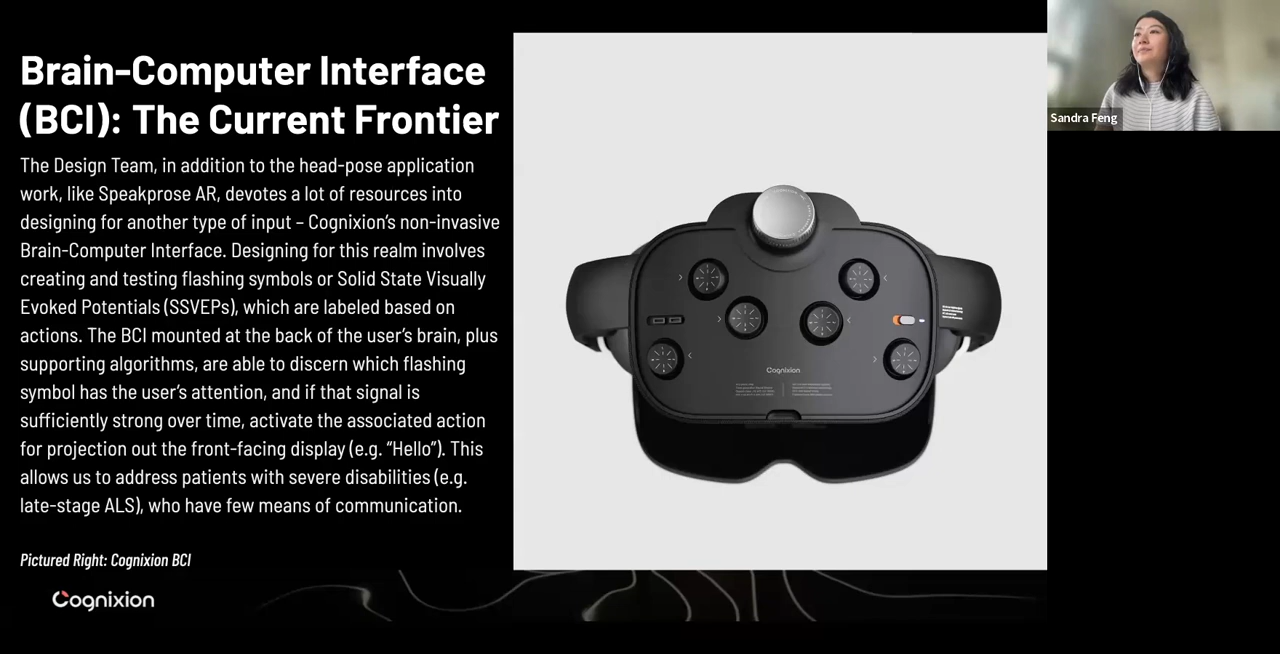 Brain-Computer Interface
(BCI): The Current Frontier
The Design Team, in addition to the head-pose application
work, like Speakprose AR, devotes a lot of resources into
designing for another type of input – Cognixion's non-invasive
Brain-Computer Interface. Designing for this realm involves
creating and testing flashing symbols or Solid State Visually
Evoked Potentials (SSVEPs), which are labeled based on
actions. The BCI mounted at the back of the user's brain, plus
supporting algorithms, are able to discern which flashing
symbol has the user's attention, and if that signal is
sufficiently strong over time, activate the associated action
for projection out the front-facing display (e.g. “Hello”). This
allows us to address patients with severe disabilities (e.g.
late-stage ALS), who have few means of communication.
Pictured Right: Cognixion BCI
Cognixion
Cognixion
Sandra Feng